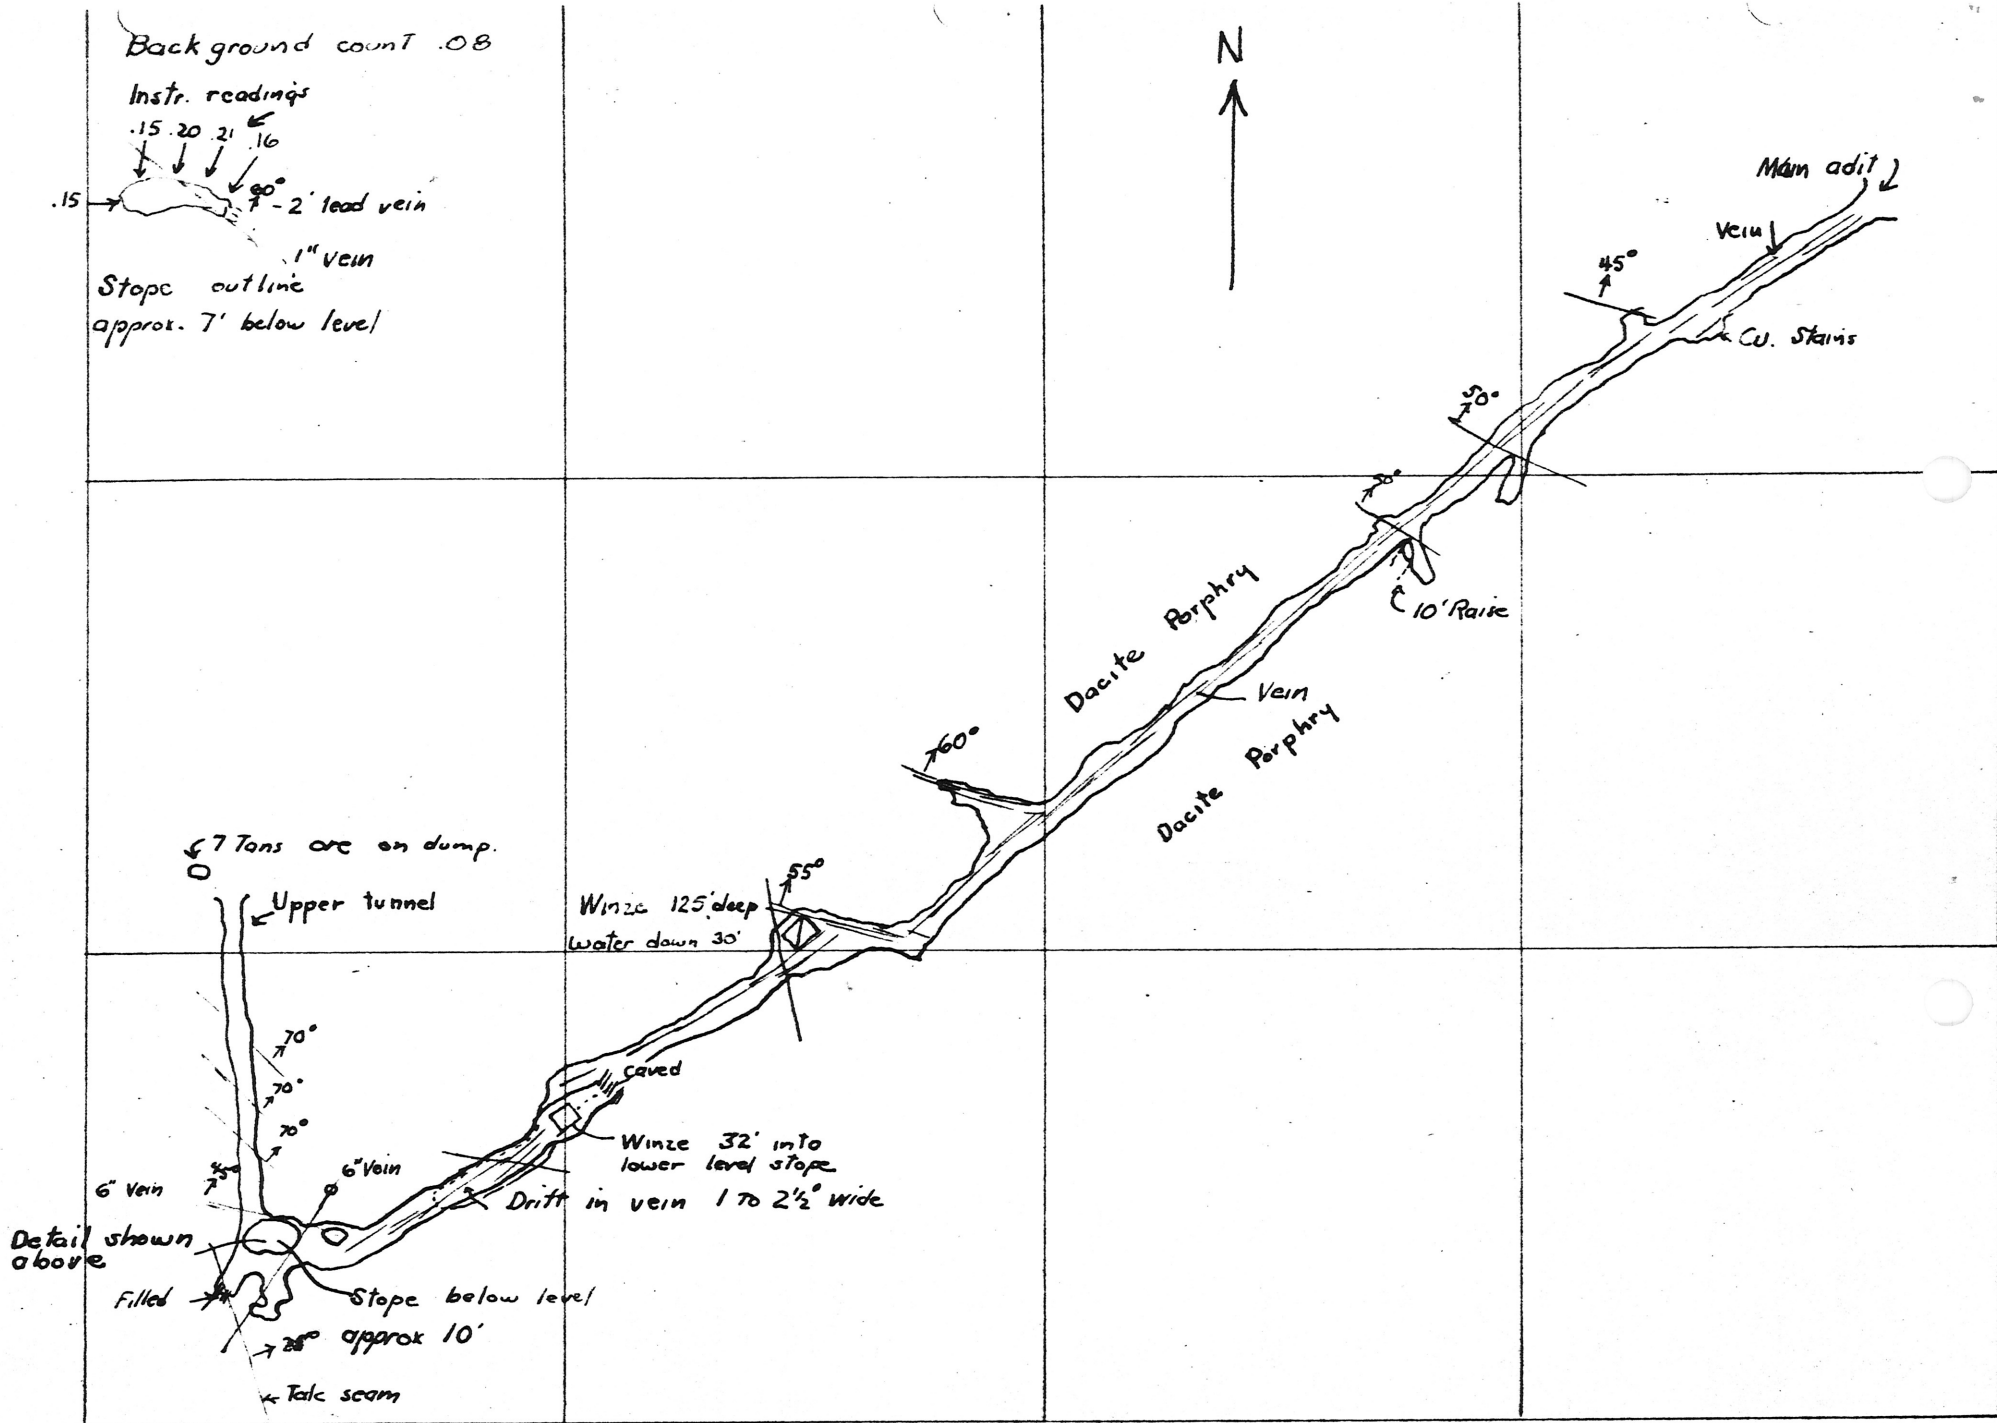 Background count .08
Instr. readings
.15 .20 .21 .16
.15
60°
2' lead vein
1" vein
Stope outline
approx. 7' below level
N
Main adit
Vein
45°
Cu. Stains
50°
50°
10' Raise
Dacite Porphry
Vein
Dacite Porphry
60°
7 Tons ore on dump.
Upper tunnel
55°
Winze 125' deep
water down 30'
70°
70°
70°
caved
Winze 32' into
lower level stope
6" Vein
6" Vein
45°
Drift in vein 1 To 2½° wide
Detail shown
above
Filled
Stope below level
approx 10'
Talc seam